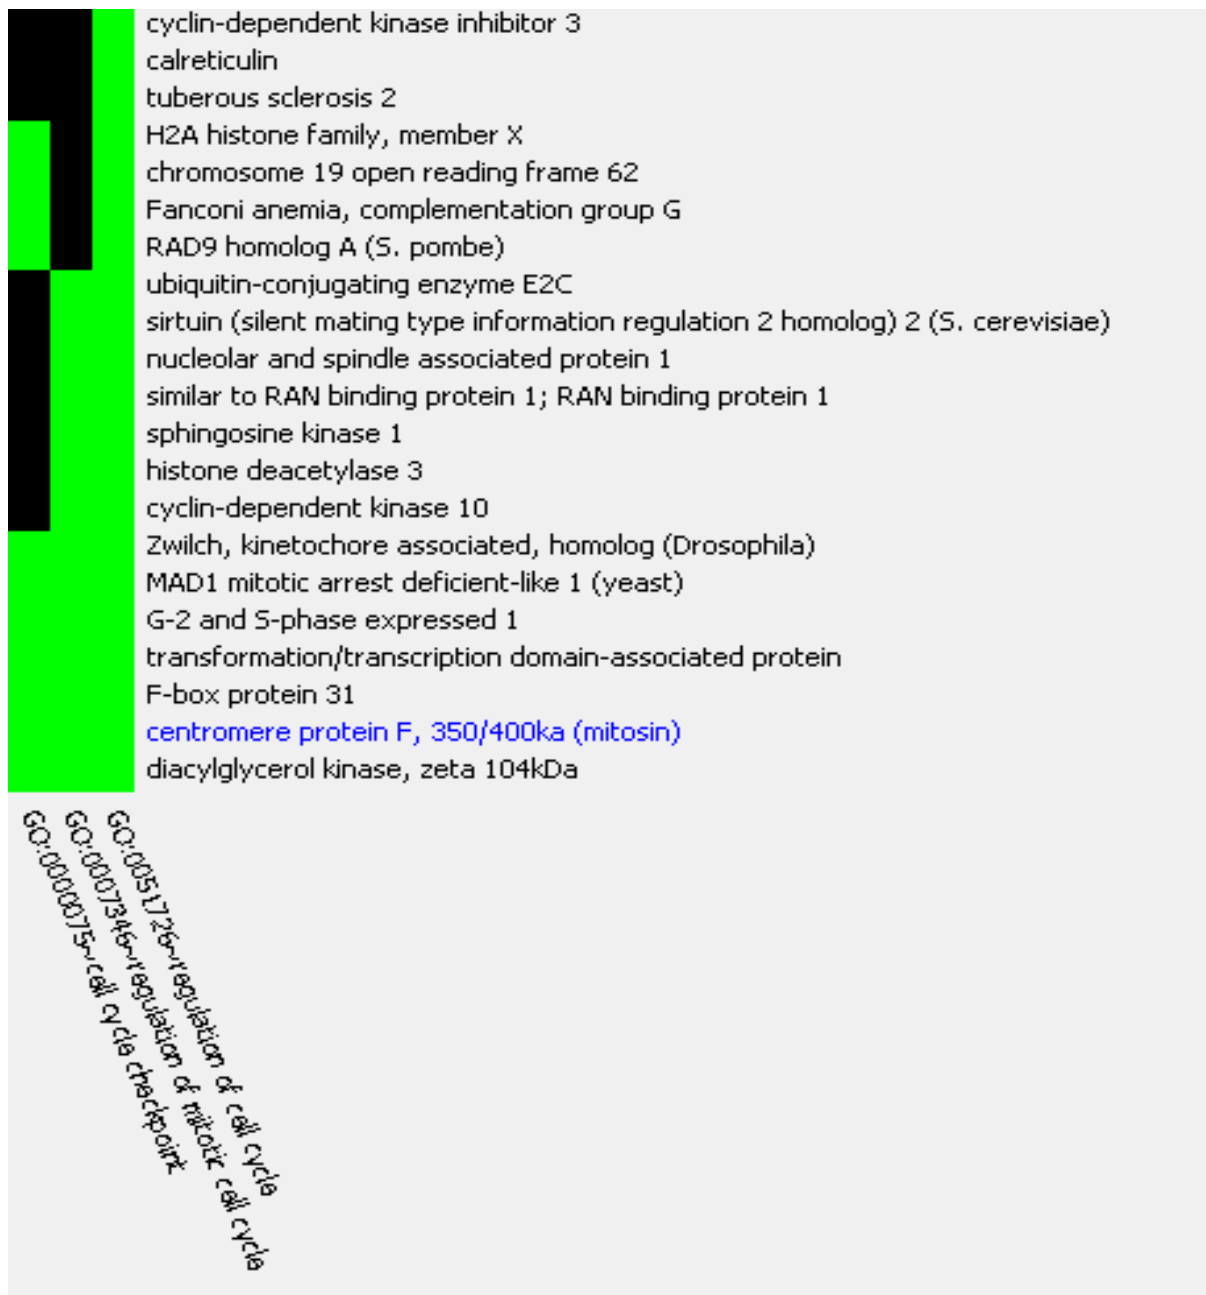 cyclin-dependent kinase inhibitor 3
calreticulin
tuberous sclerosis 2
H2A histone family, member X
chromosome 19 open reading frame 62
Fanconi anemia, complementation group G
RAD9 homolog A (S. pombe)
ubiquitin-conjugating enzyme E2C
sirtuin (silent mating type information regulation 2 homolog) 2 (S. cerevisiae)
nucleolar and spindle associated protein 1
similar to RAN binding protein 1; RAN binding protein 1
sphingosine kinase 1
histone deacetylase 3
cyclin-dependent kinase 10
Zwilch, kinetochore associated, homolog (Drosophila)
MAD1 mitotic arrest deficient-like 1 (yeast)
G-2 and S-phase expressed 1
transformation/transcription domain-associated protein
F-box protein 31
centromere protein F, 350/400ka (mitosin)
diacylglycerol kinase, zeta 104kDa
GO:0000075~cell cycle checkpoint
GO:0007346~regulation of mitotic cell cycle
GO:0051726~regulation of cell cycle